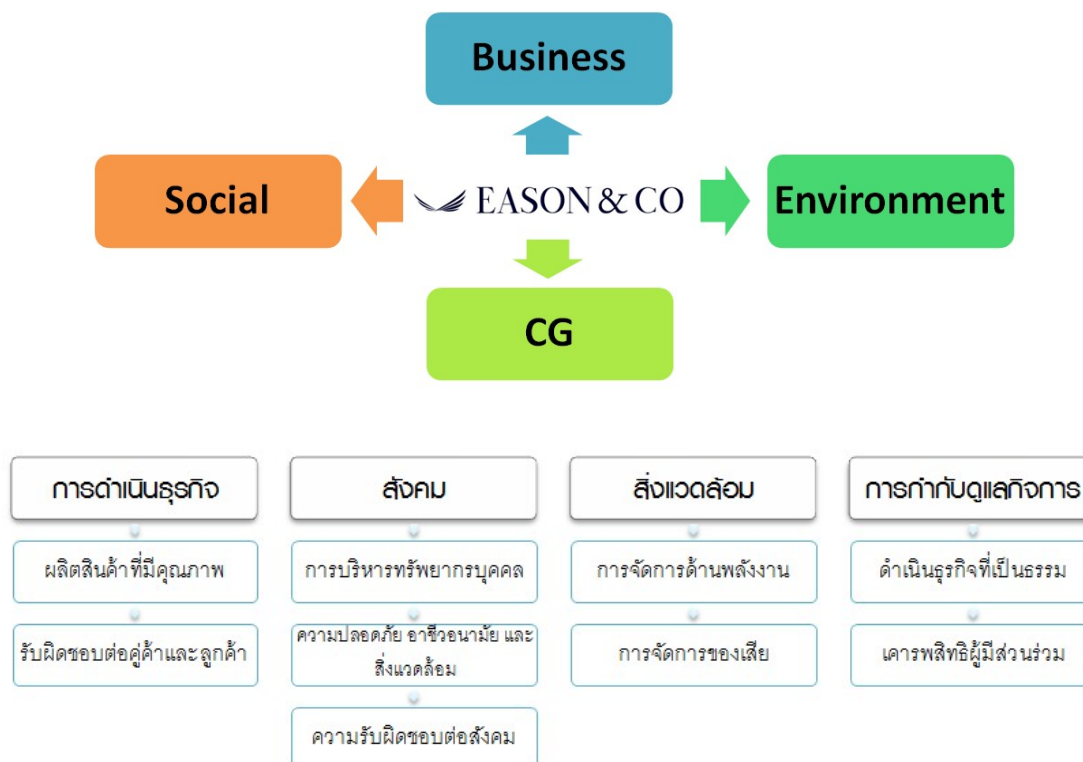 Business
Social
EASON & CO
Environment
CG
การดำเนินธุรกิจ
สังคม
สิ่งแวดล้อม
การกำกับดูแลกิจการ
ผลิตสินค้าที่มีคุณภาพ
การบริหารทรัพยากรบุคคล
การจัดการด้านพลังงาน
ดำเนินธุรกิจที่เป็นธรรม
รับผิดชอบต่อคู่ค้าและลูกค้า
ความปลอดภัย อาชีวอนามัย และ
สิ่งแวดล้อม
การจัดการของเสีย
เคารพสิทธิผู้มีส่วนร่วม
ความรับผิดชอบต่อสังคม